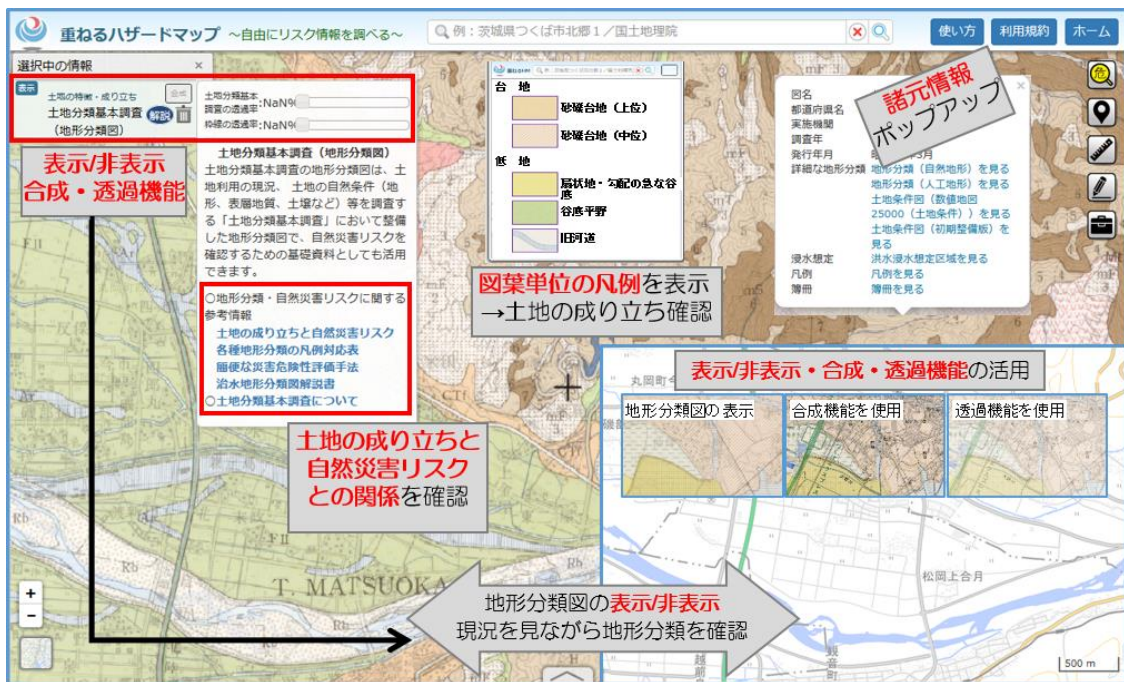 重ねるハザードマップ ～自由にリスク情報を調べる～
例：茨城県つくば市北郷１／国土地理院
使い方
利用規約
ホーム
選択中の情報 ×
表示
土地の特徴・成り立ち
土地分類基本調査
（地形分類図）
合成
解説
土地分類基本
調査の透過率:NaN%
枠線の透過率:NaN%
表示/非表示
合成・透過機能
土地分類基本調査（地形分類図）
土地分類基本調査の地形分類図は、土
地利用の現況、 土地の自然条件（地
形、表層地質、土壌など）等を調査す
る「土地分類基本調査」において整備
した地形分類図で、自然災害リスクを
確認するための基礎資料としても活用
できます。
○地形分類・自然災害リスクに関する
参考情報
土地の成り立ちと自然災害リスク
各種地形分類の凡例対応表
簡便な災害危険性評価手法
治水地形分類図解説書
○土地分類基本調査について
土地の成り立ちと
自然災害リスク
との関係を確認
台 地
砂礫台地（上位）
砂礫台地（中位）
低 地
扇状地・勾配の急な谷
底
谷底平野
旧河道
図葉単位の凡例を表示
→土地の成り立ち確認
諸元情報
ポップアップ
×
図名
都道府県名
実施機関
調査年
発行年月
詳細な地形分類 地形分類（自然地形）を見る
地形分類（人工地形）を見る
土地条件図（数値地図
25000（土地条件））を見る
土地条件図（初期整備版）を
見る
浸水想定 洪水浸水想定区域を見る
凡例 凡例を見る
簿冊 簿冊を見る
表示/非表示・合成・透過機能の活用
丸岡町
地形分類図の 表示
合成機能を使用
透過機能を使用
松岡上合月
T. MATSUOKA
FII
Rb
Rb
地形分類図の表示/非表示
現況を見ながら地形分類を確認
観音町
500 m
+
−